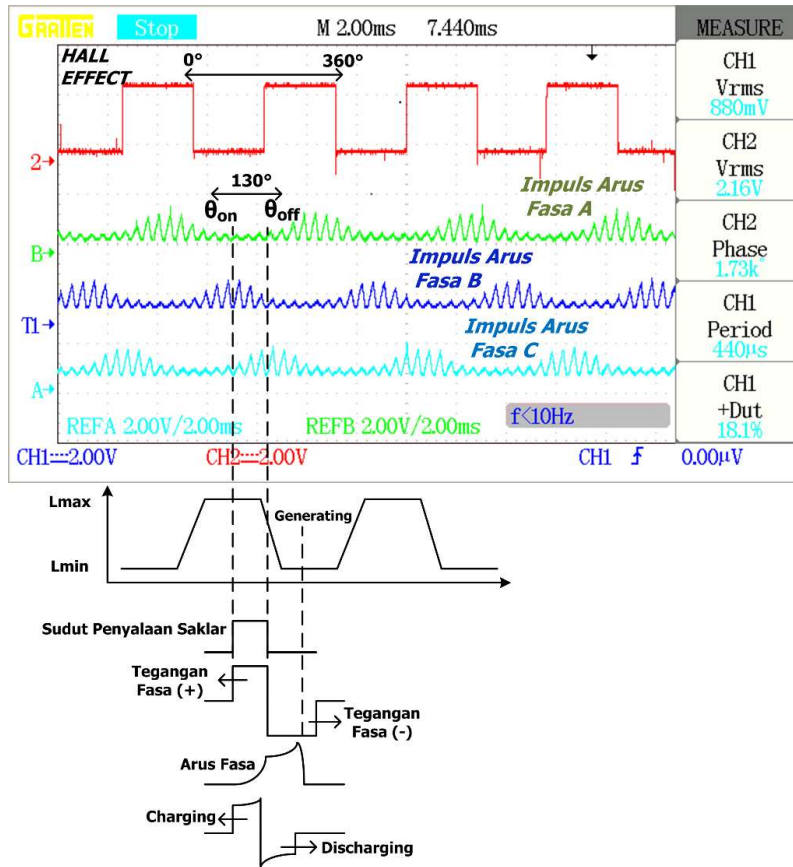 GRATTEN Stop M 2.00ms 7.440ms MEASURE
HALL EFFECT
0° 360°
CH1
Vrms
880mV
CH2
Vrms
2.16V
CH2
Phase
1.73k°
CH1
Period
440µs
CH1
+Dut
18.1%
2
130°
θon θoff
Impuls Arus
Fasa A
B
Impuls Arus
Fasa B
T1
Impuls Arus
Fasa C
A
REFA 2.00V/2.00ms REFB 2.00V/2.00ms f<10Hz
CH1 2.00V CH2 2.00V CH1 0.00µV
Lmax
Generating
Lmin
Sudut Penyalaan Saklar
Tegangan
Fasa (+)
Tegangan
Fasa (-)
Arus Fasa
Charging
Discharging